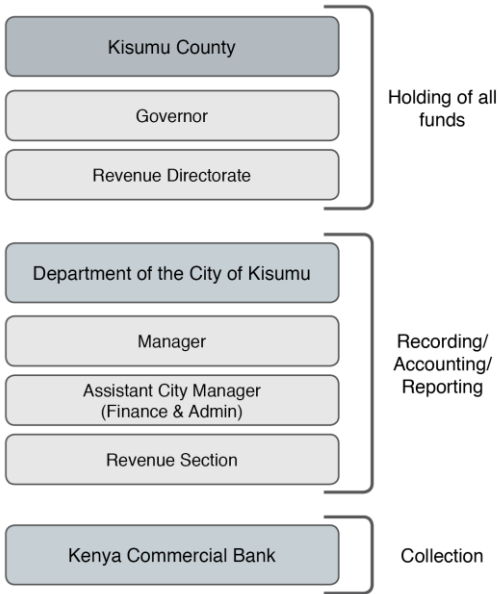 Kisumu County
Governor
Revenue Directorate
Holding of all
funds
Department of the City of Kisumu
Manager
Assistant City Manager
(Finance & Admin)
Revenue Section
Recording/
Accounting/
Reporting
Kenya Commercial Bank
Collection